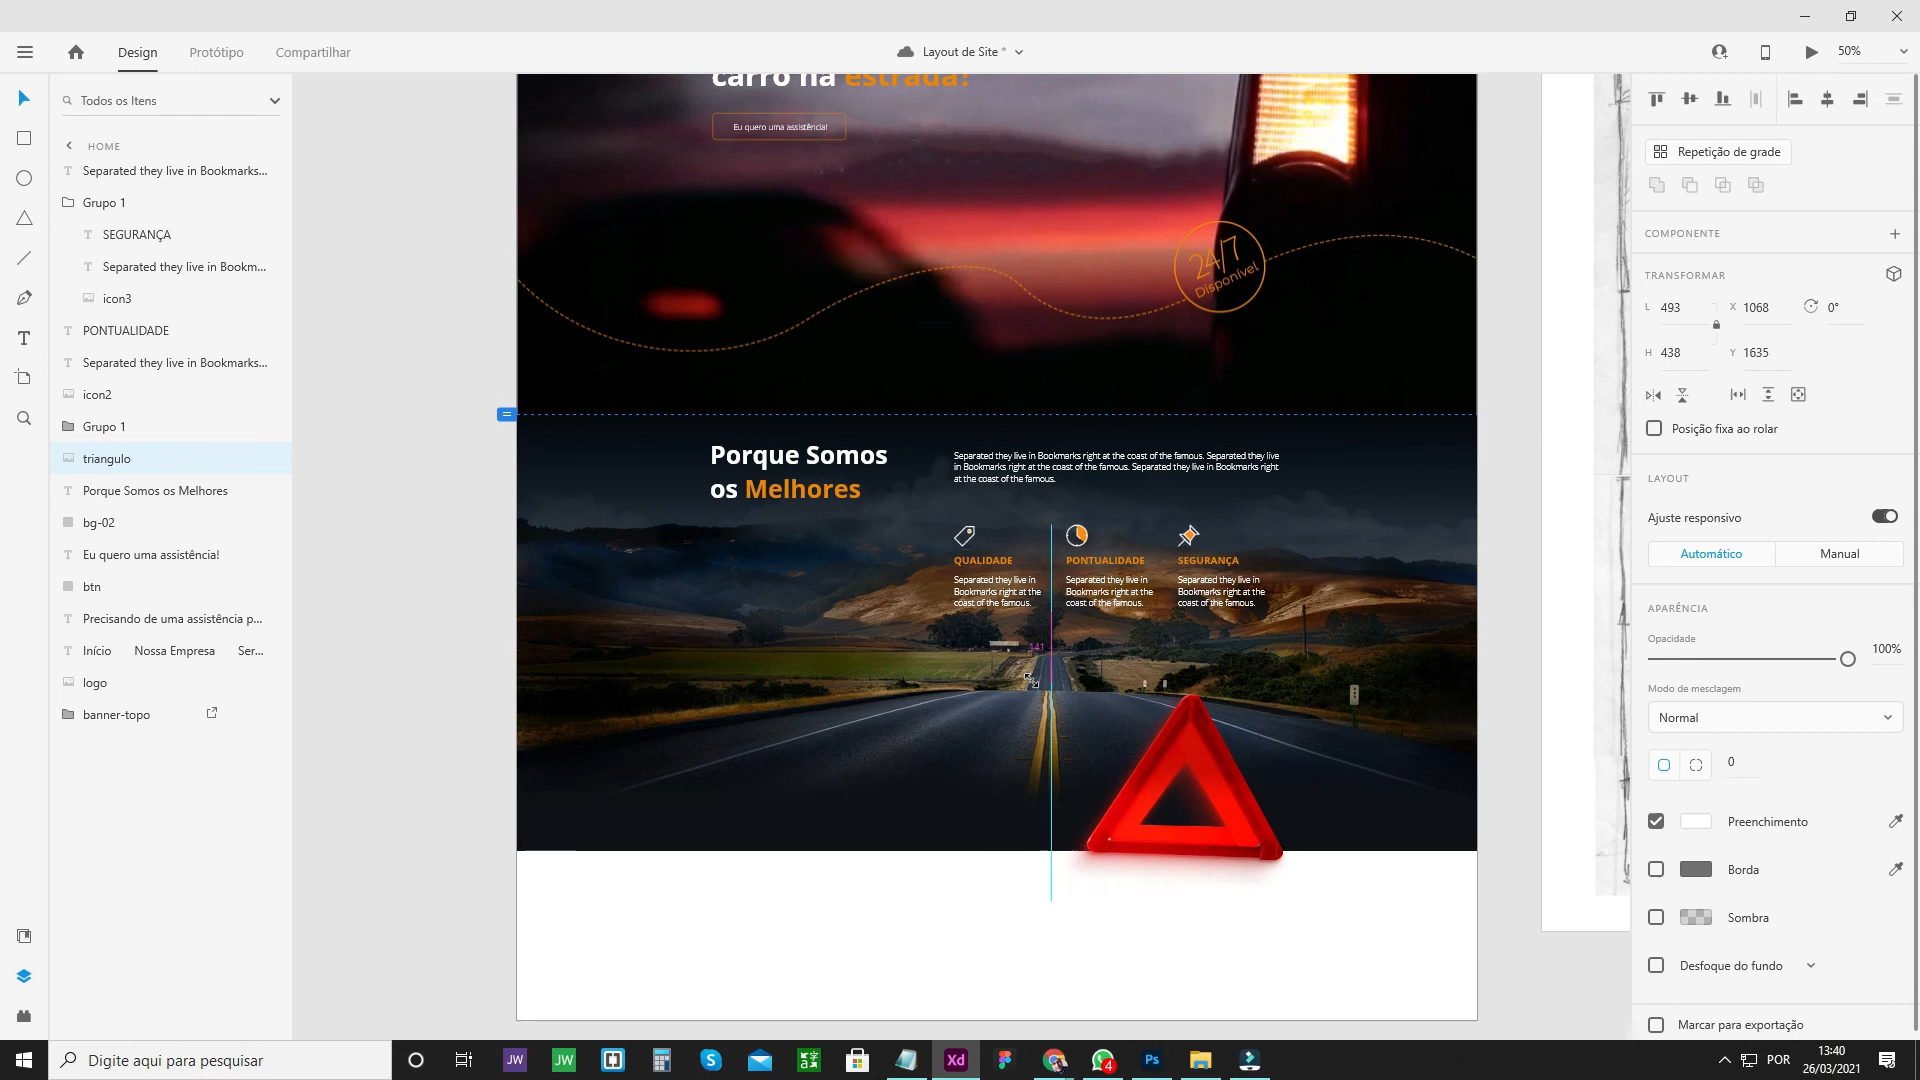 Design
Protótipo
Compartilhar
Layout de Site *
50%
Todos os Itens
HOME
Separated they live in Bookmarks...
Grupo 1
SEGURANÇA
Separated they live in Bookm...
icon3
PONTUALIDADE
Separated they live in Bookmarks...
icon2
Grupo 1
triangulo
Porque Somos os Melhores
bg-02
Eu quero uma assistência!
btn
Precisando de uma assistência p...
Início Nossa Empresa Ser...
logo
banner-topo
carro na estrada?
Eu quero uma assistência!
24/7
Disponível
Porque Somos
os Melhores
Separated they live in Bookmarks right at the coast of the famous. Separated they live
in Bookmarks right at the coast of the famous. Separated they live in Bookmarks right
at the coast of the famous.
QUALIDADE
Separated they live in
Bookmarks right at the
coast of the famous.
PONTUALIDADE
Separated they live in
Bookmarks right at the
coast of the famous.
SEGURANÇA
Separated they live in
Bookmarks right at the
coast of the famous.
141
Repetição de grade
COMPONENTE
TRANSFORMAR
L 493 X 1068 0°
H 438 Y 1635
Posição fixa ao rolar
LAYOUT
Ajuste responsivo
Automático Manual
APARÊNCIA
Opacidade
100%
Modo de mesclagem
Normal
0
Preenchimento
Borda
Sombra
Desfoque do fundo
Marcar para exportação
Digite aqui para pesquisar
JW
JW
Xd
4
Ps
POR
13:40
26/03/2021